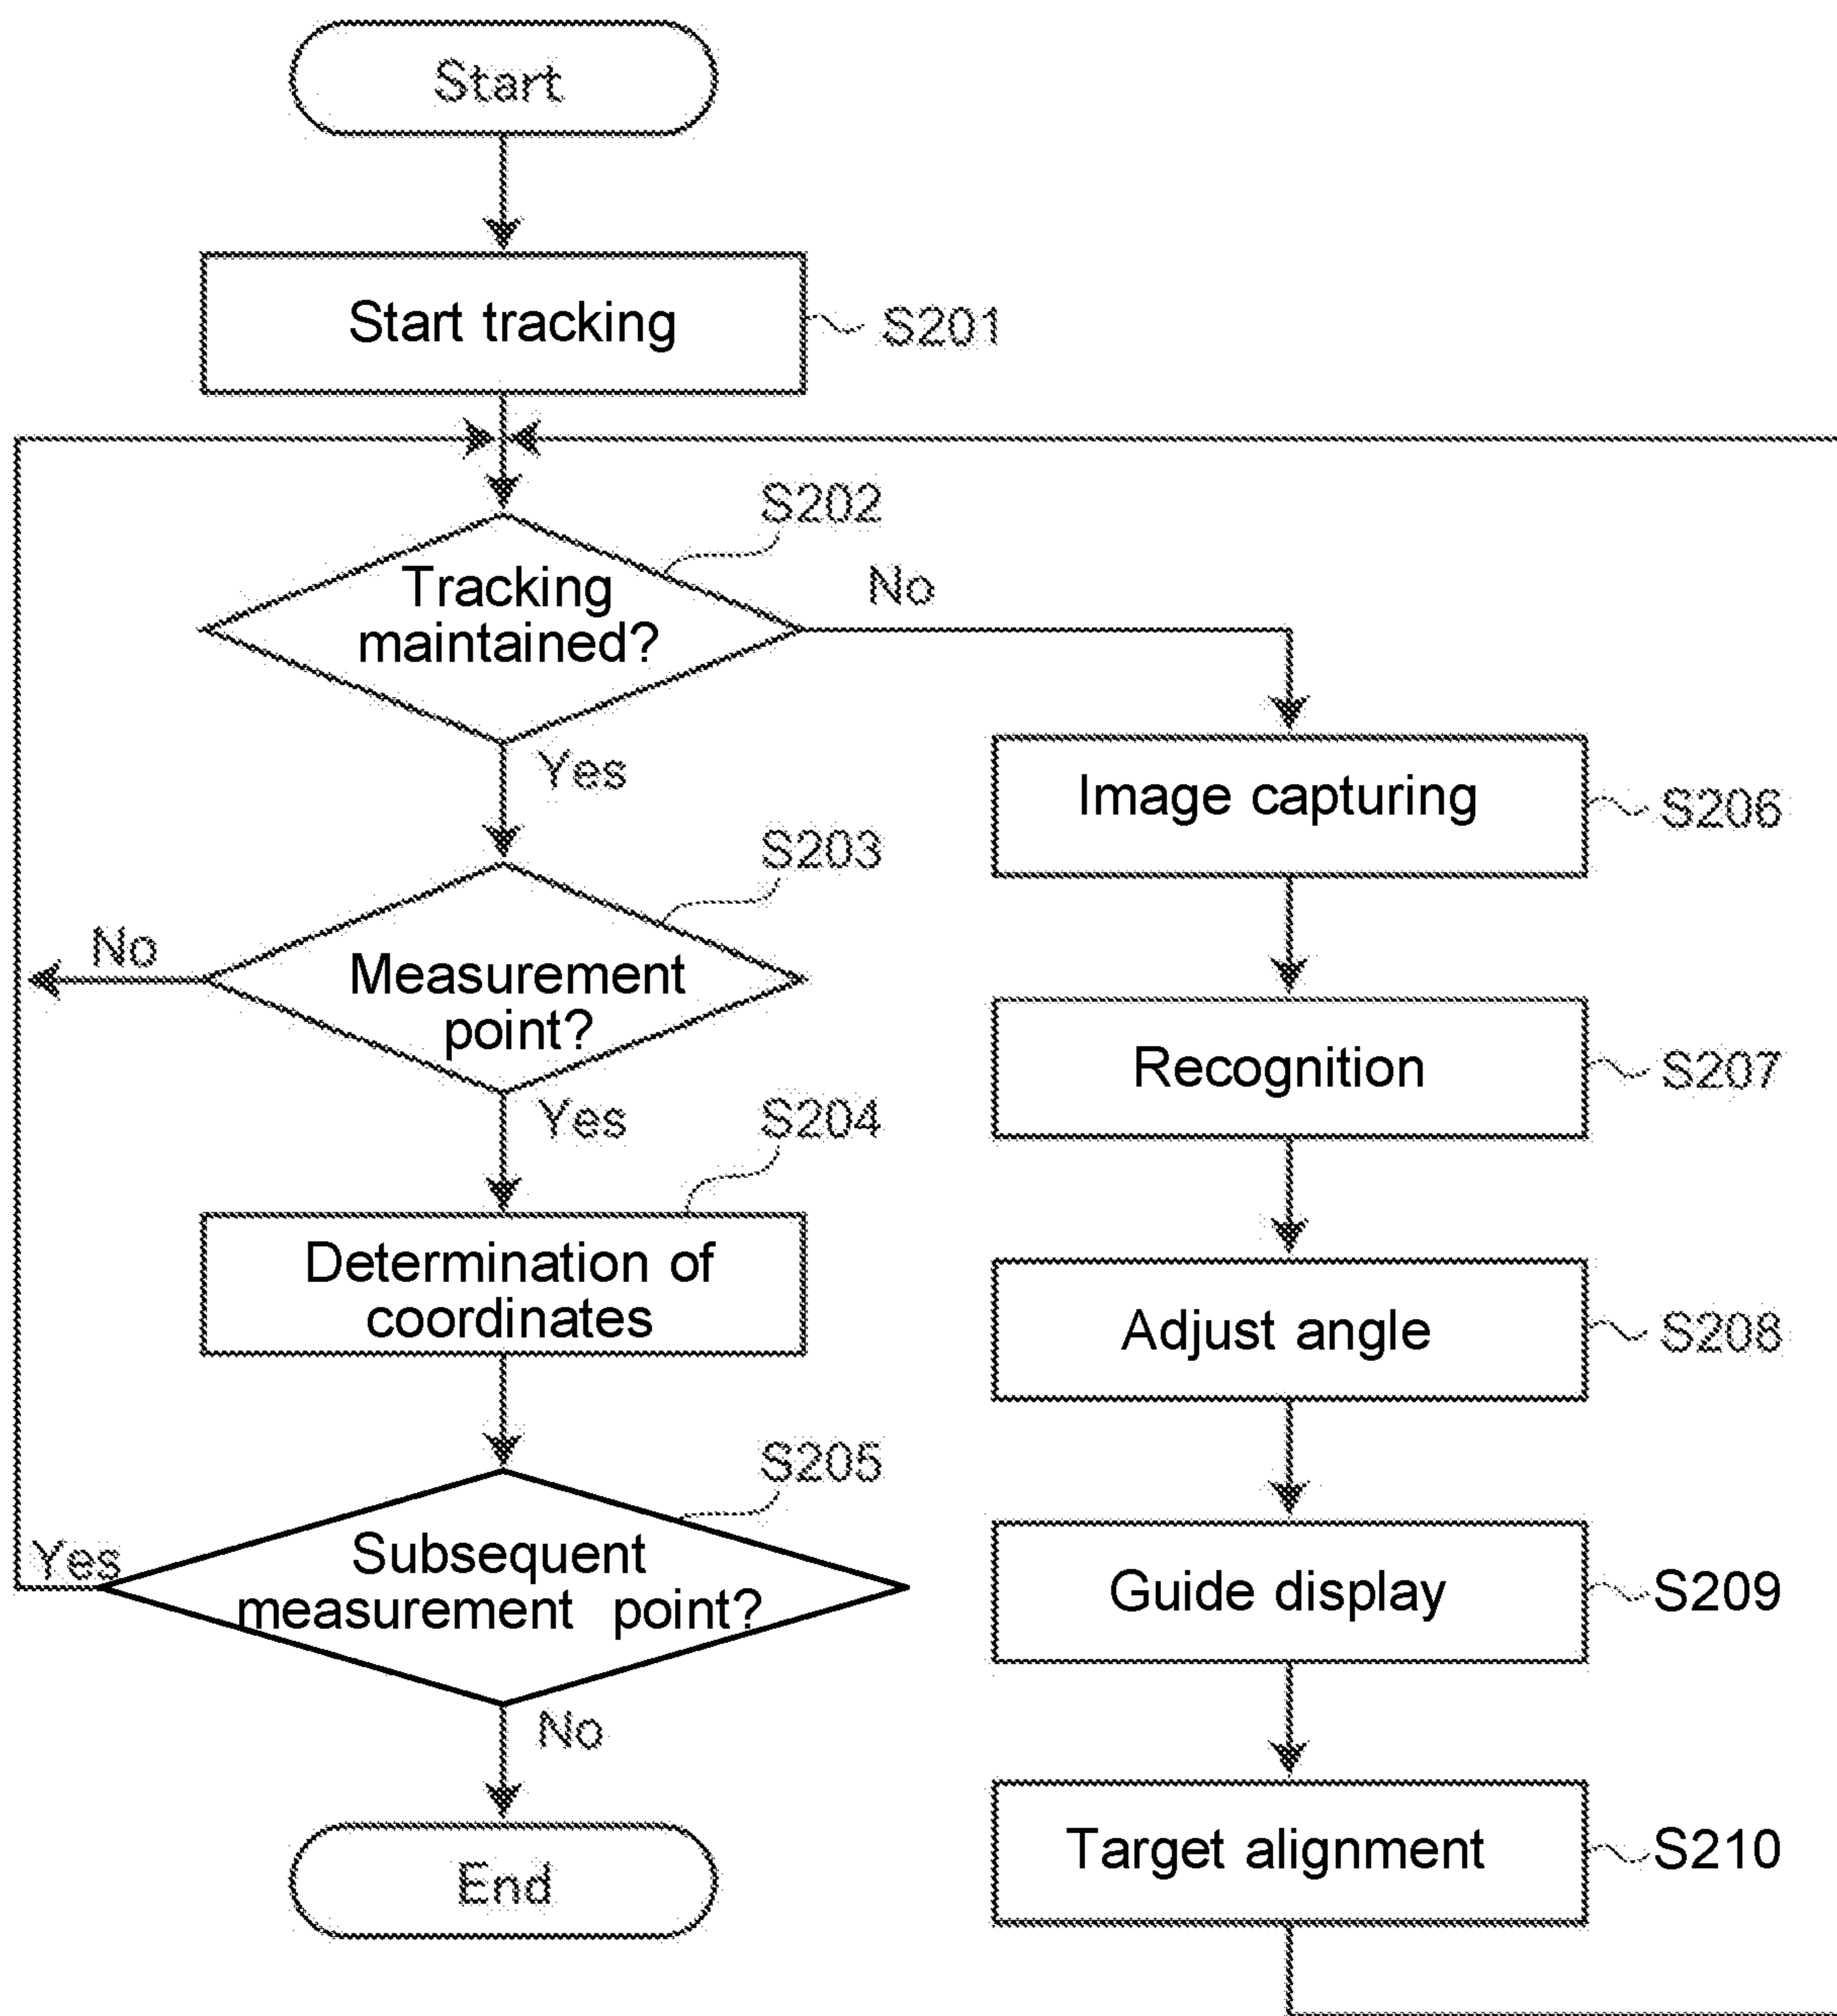 Start
Start tracking
S201
S202
Tracking
maintained?
No
Yes
S203
No
Measurement
point?
Yes
S204
Determination of
coordinates
S205
Yes
Subsequent
measurement point?
No
End
Image capturing
S206
Recognition
S207
Adjust angle
S208
Guide display
S209
Target alignment
S210